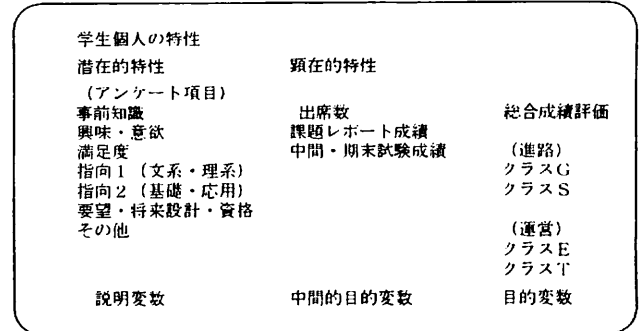 学生個人の特性
潜在的特性 顕在的特性
(アンケート項目)
事前知識 出席数 総合成績評価
興味・意欲 課題レポート成績
満足度 中間・期末試験成績 (進路)
指向1(文系・理系) クラスG
指向2(基礎・応用) クラスS
要望・将来設計・資格
その他 (運営)
クラスE
クラスT
説明変数 中間的目的変数 目的変数